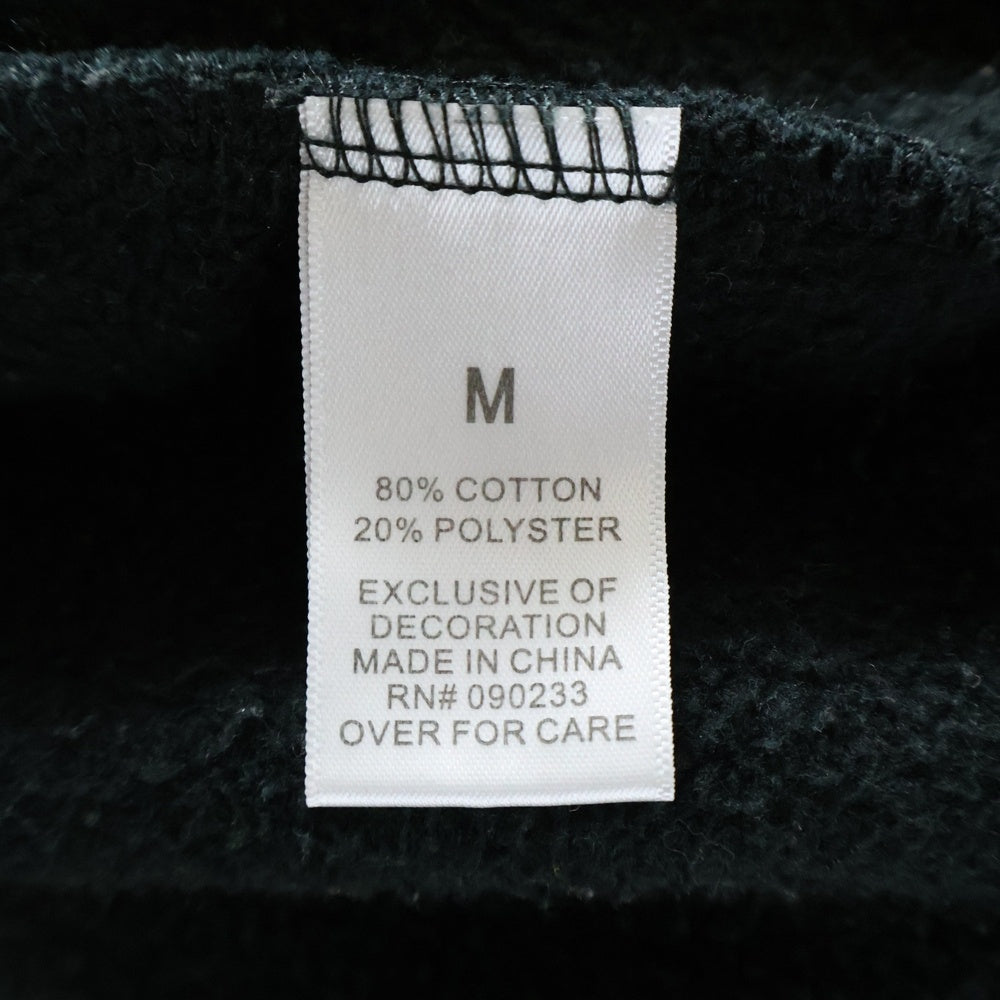 M
80% COTTON
20% POLYSTER
EXCLUSIVE OF
DECORATION
MADE IN CHINA
RN# 090233
OVER FOR CARE